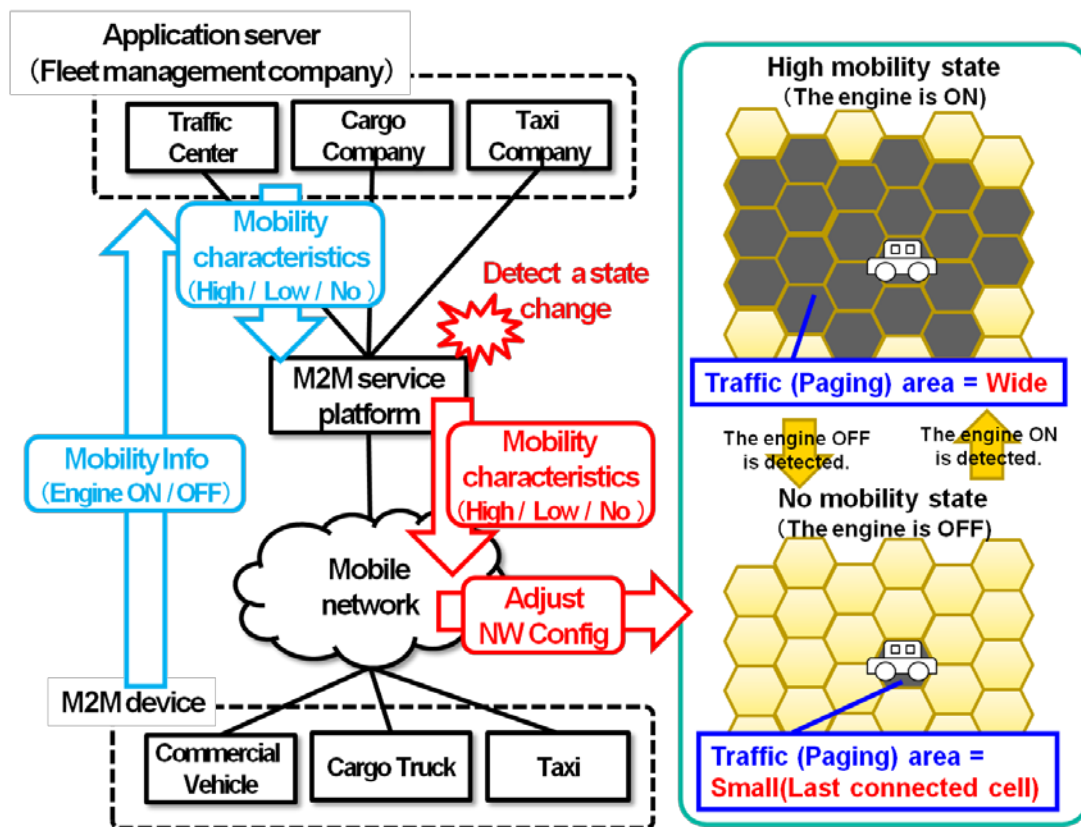 Application server
(Fleet management company)
Traffic
Center
Cargo
Company
Taxi
Company
Mobility
characteristics
(High / Low / No )
Detect a state
change
M2M service
platform
Mobility Info
(Engine ON / OFF)
Mobility
characteristics
(High / Low / No )
Mobile
network
Adjust
NW Config
M2M device
Commercial
Vehicle
Cargo Truck
Taxi
High mobility state
(The engine is ON)
Traffic (Paging) area = Wide
The engine OFF
is detected.
The engine ON
is detected.
No mobility state
(The engine is OFF)
Traffic (Paging) area =
Small(Last connected cell)